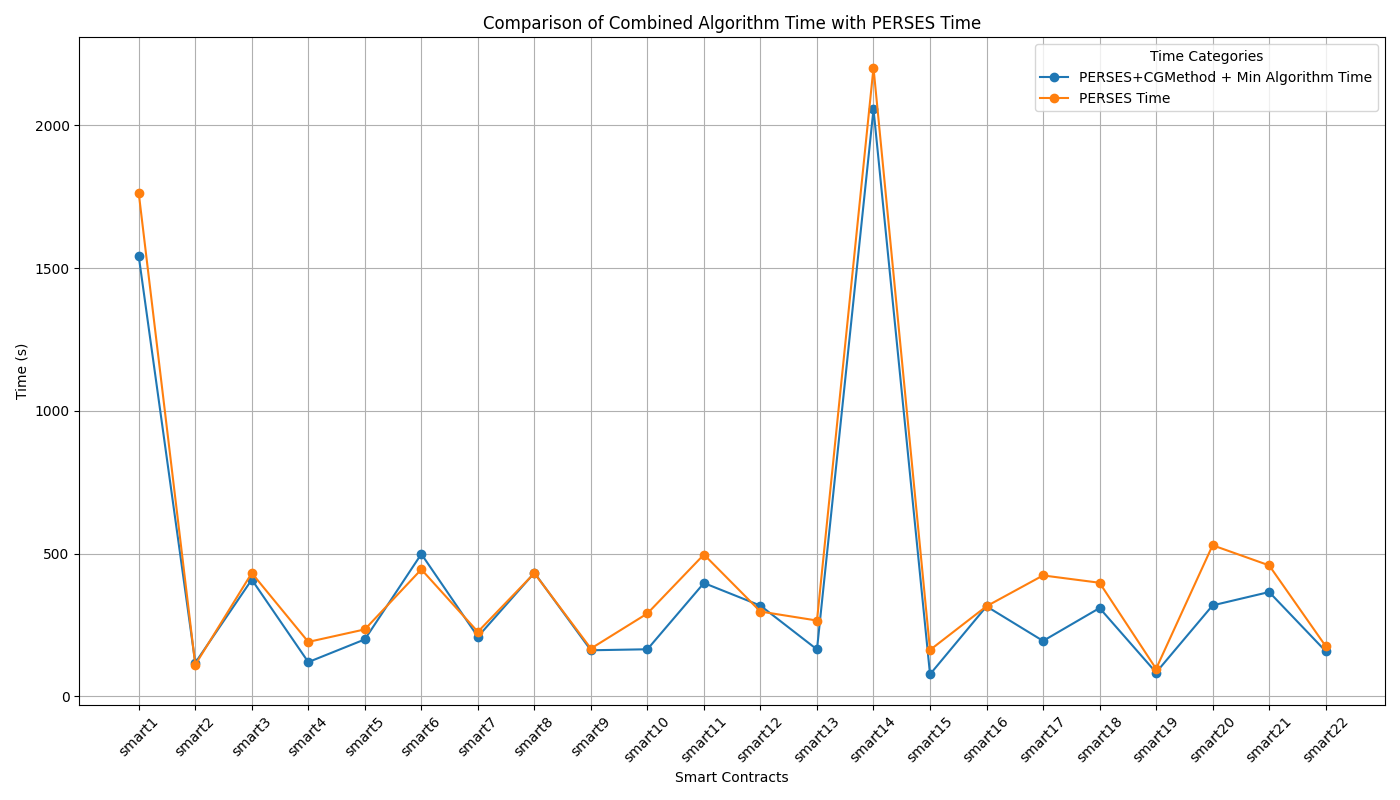 Comparison of Combined Algorithm Time with PERSES Time
Time Categories
PERSES+CGMethod + Min Algorithm Time
PERSES Time
Time (s)
2000
1500
1000
500
0
smart1
smart2
smart3
smart4
smart5
smart6
smart7
smart8
smart9
smart10
smart11
smart12
smart13
smart14
smart15
smart16
smart17
smart18
smart19
smart20
smart21
smart22
Smart Contracts